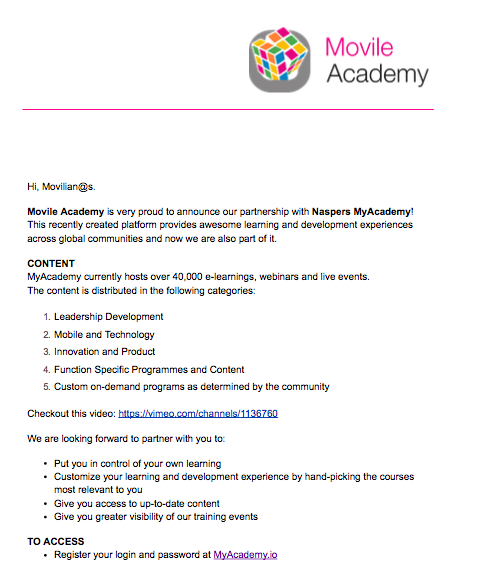 Movile
Academy
Hi, Movilian@s.
Movile Academy is very proud to announce our partnership with Naspers MyAcademy!
This recently created platform provides awesome learning and development experiences
across global communities and now we are also part of it.
CONTENT
MyAcademy currently hosts over 40,000 e-learnings, webinars and live events.
The content is distributed in the following categories:
1. Leadership Development
2. Mobile and Technology
3. Innovation and Product
4. Function Specific Programmes and Content
5. Custom on-demand programs as determined by the community
Checkout this video: https://vimeo.com/channels/1136760
We are looking forward to partner with you to:
• Put you in control of your own learning
• Customize your learning and development experience by hand-picking the courses
most relevant to you
• Give you access to up-to-date content
• Give you greater visibility of our training events
TO ACCESS
• Register your login and password at MyAcademy.io